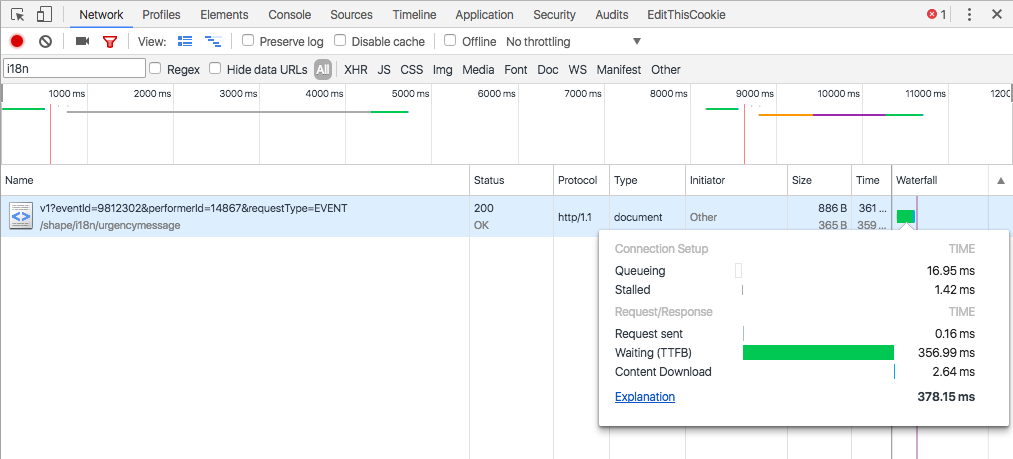 Network Profiles Elements Console Sources Timeline Application Security Audits EditThisCookie 1
View: Preserve log Disable cache Offline No throttling
i18n Regex Hide data URLs All XHR JS CSS Img Media Font Doc WS Manifest Other
1000 ms 2000 ms 3000 ms 4000 ms 5000 ms 6000 ms 7000 ms 8000 ms 9000 ms 10000 ms 11000 ms 1200
Name Status Protocol Type Initiator Size Time Waterfall
v1?eventId=9812302&performerId=14867&requestType=EVENT 200 http/1.1 document Other 886 B 361 ...
/shape/i18n/urgencymessage OK 365 B 359 ...
Connection Setup TIME
Queueing 16.95 ms
Stalled 1.42 ms
Request/Response TIME
Request sent 0.16 ms
Waiting (TTFB) 356.99 ms
Content Download 2.64 ms
Explanation 378.15 ms